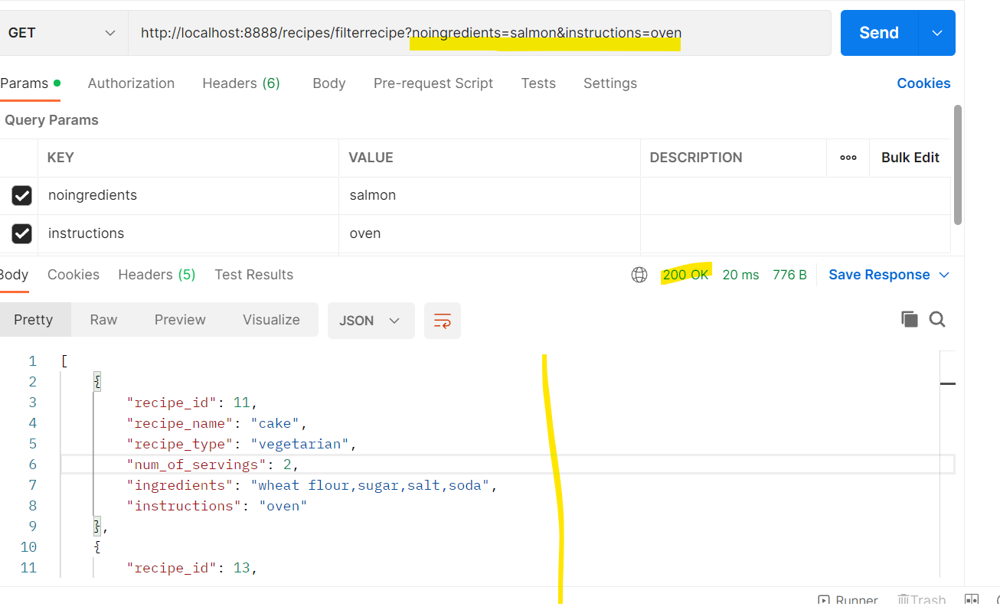 GET http://localhost:8888/recipes/filterrecipe?noingredients=salmon&instructions=oven Send
Params Authorization Headers (6) Body Pre-request Script Tests Settings Cookies
Query Params
KEY VALUE DESCRIPTION ooo Bulk Edit
noingredients salmon
instructions oven
Body Cookies Headers (5) Test Results 200 OK 20 ms 776 B Save Response
Pretty Raw Preview Visualize JSON
1 [
2 {
3 "recipe_id": 11,
4 "recipe_name": "cake",
5 "recipe_type": "vegetarian",
6 "num_of_servings": 2,
7 "ingredients": "wheat flour,sugar,salt,soda",
8 "instructions": "oven"
9 },
10 {
11 "recipe_id": 13,
Runner Trash